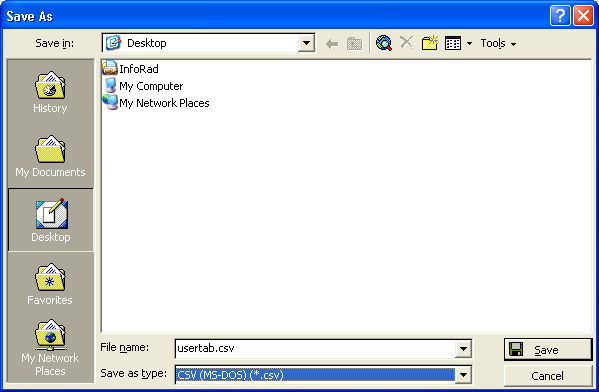 Save As
Save in:
Desktop
Tools
History
My Documents
Desktop
Favorites
My Network
Places
InfoRad
My Computer
My Network Places
File name:
usertab.csv
Save
Save as type:
CSV (MS-DOS) (*.csv)
Cancel